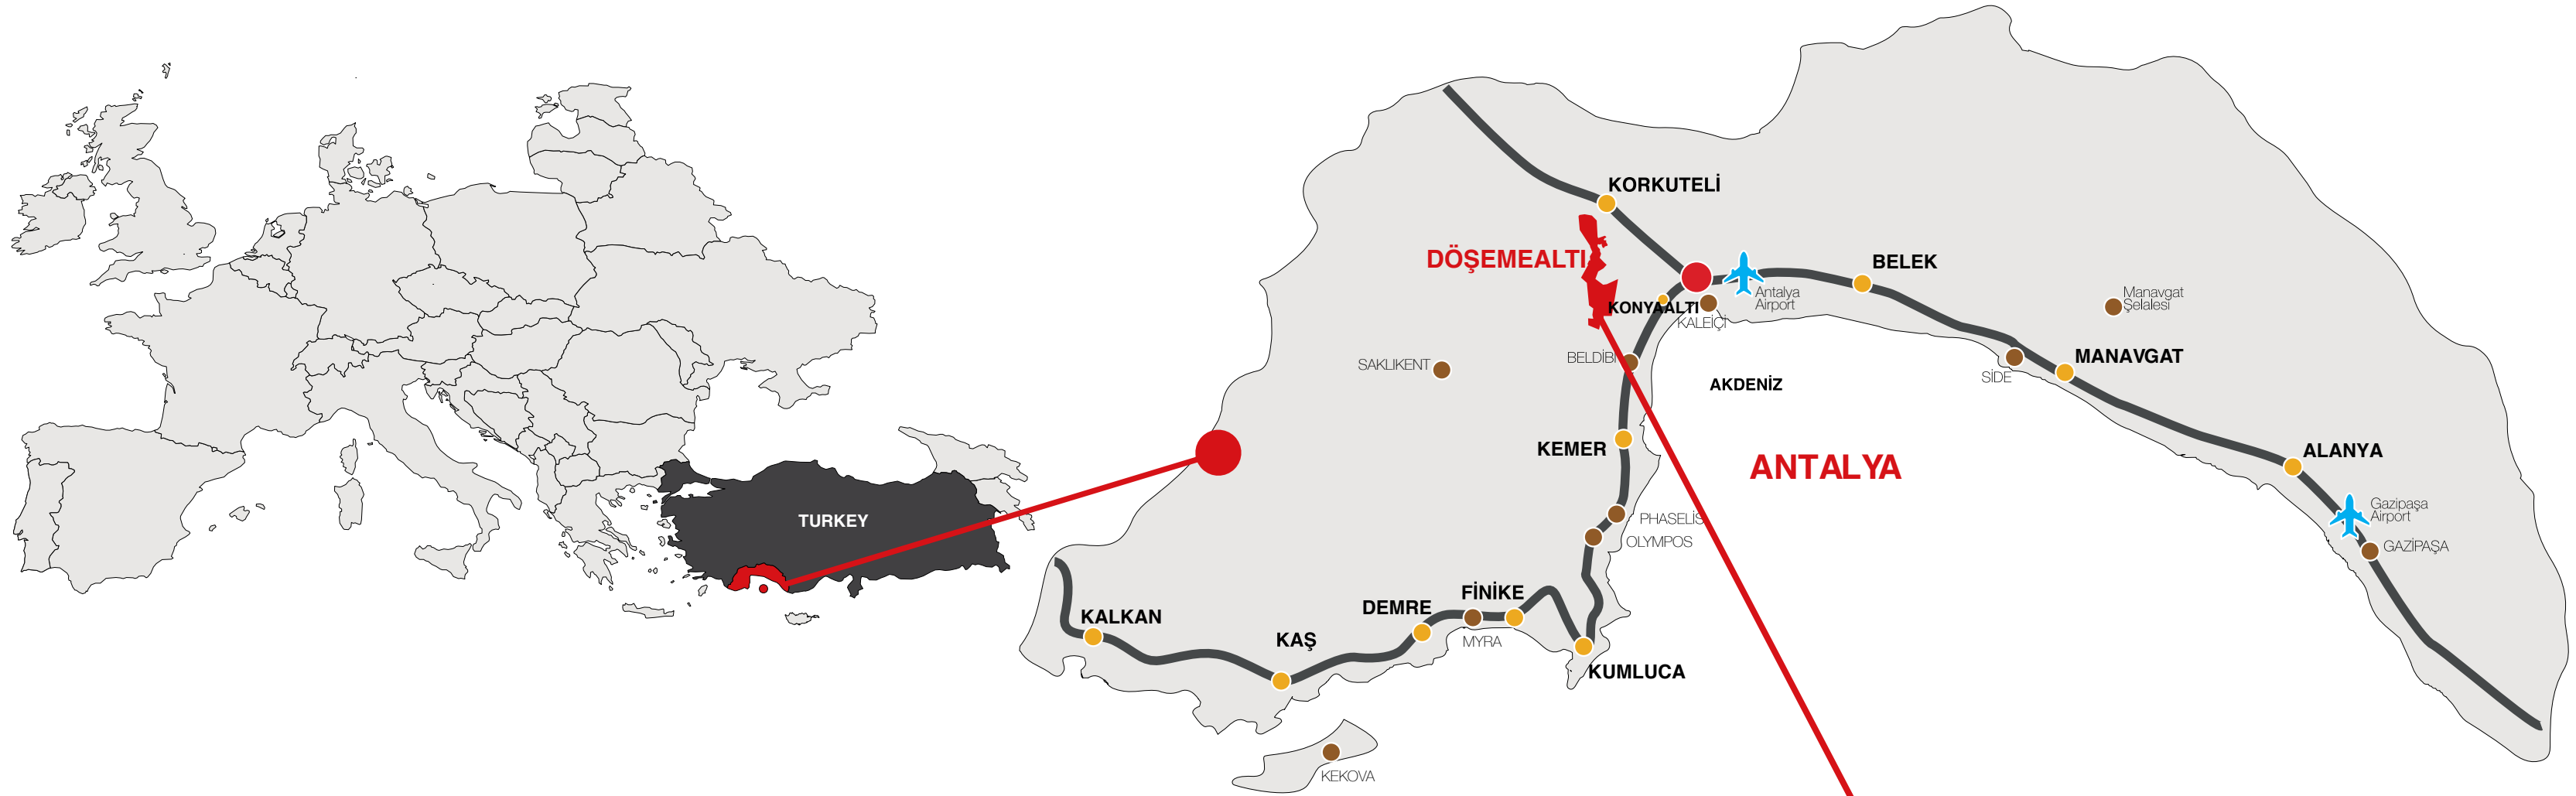 TURKEY
KORKUTELİ
DÖŞEMEALTI
BELEK
Antalya
Airport
KONYAALTI
KALEİÇİ
Manavgat
Şelalesi
SAKLIKENT
BELDİBİ
AKDENİZ
SİDE
MANAVGAT
KEMER
ANTALYA
ALANYA
PHASELİS
OLYMPOS
Gazipaşa
Airport
GAZİPAŞA
KALKAN
KAŞ
DEMRE
FİNİKE
MYRA
KUMLUCA
KEKOVA